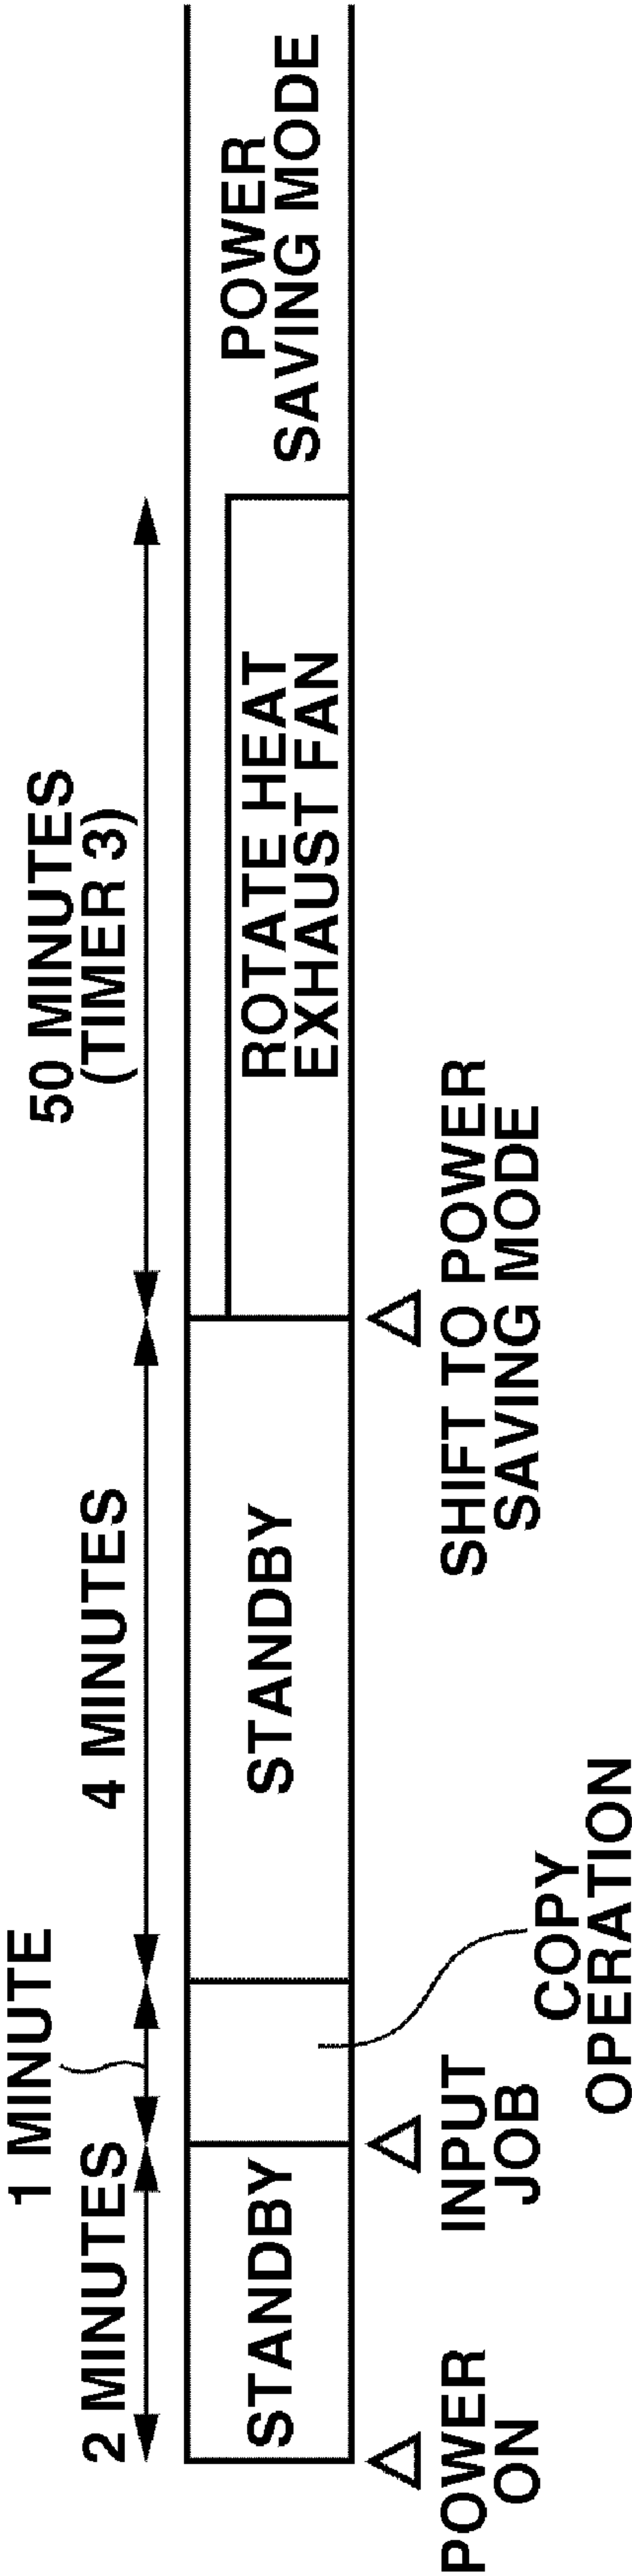 2 MINUTES
1 MINUTE
4 MINUTES
50 MINUTES
(TIMER 3)
STANDBY
STANDBY
ROTATE HEAT
EXHAUST FAN
POWER
SAVING MODE
POWER
ON
INPUT
JOB
COPY
OPERATION
SHIFT TO POWER
SAVING MODE